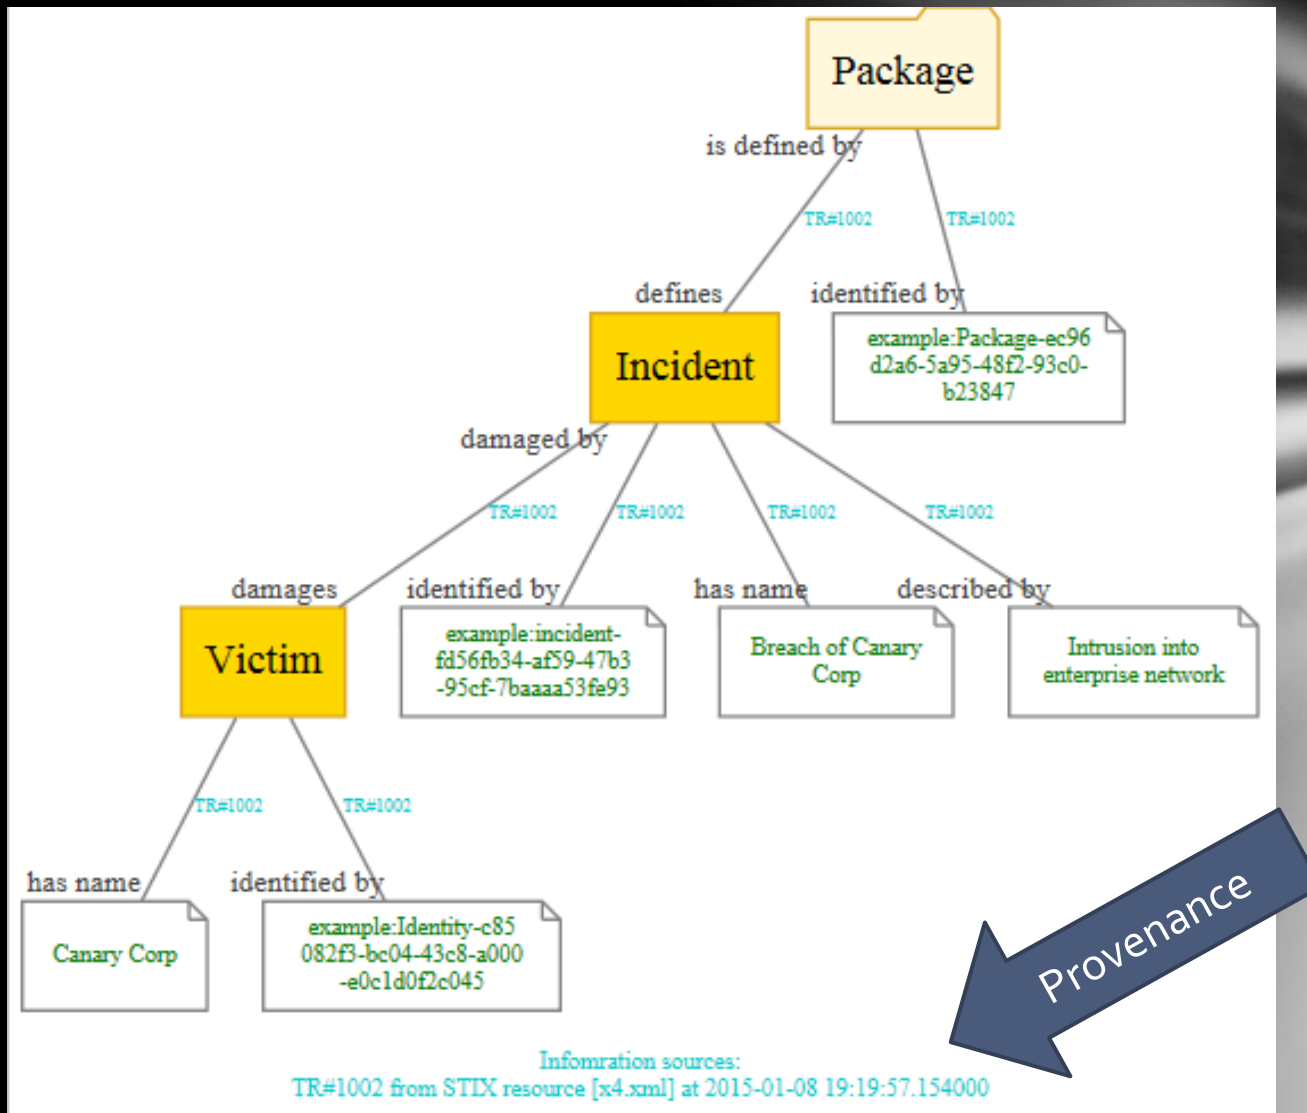 Package
is defined by
TR#1002
TR#1002
defines
identified by
Incident
example:Package-ec96
d2a6-5a95-48f2-93c0-
b23847
damaged by
TR#1002
TR#1002
TR#1002
TR#1002
damages
identified by
has name
described by
Victim
example:incident-
fd56fb34-af59-47b3
-95cf-7baaaa53fe93
Breach of Canary
Corp
Intrusion into
enterprise network
TR#1002
TR#1002
has name
identified by
Canary Corp
example:Identity-c85
082f3-bc04-43c8-a000
-e0c1d0f2c045
Provenance
Infomration sources:
TR#1002 from STIX resource [x4.xml] at 2015-01-08 19:19:57.154000